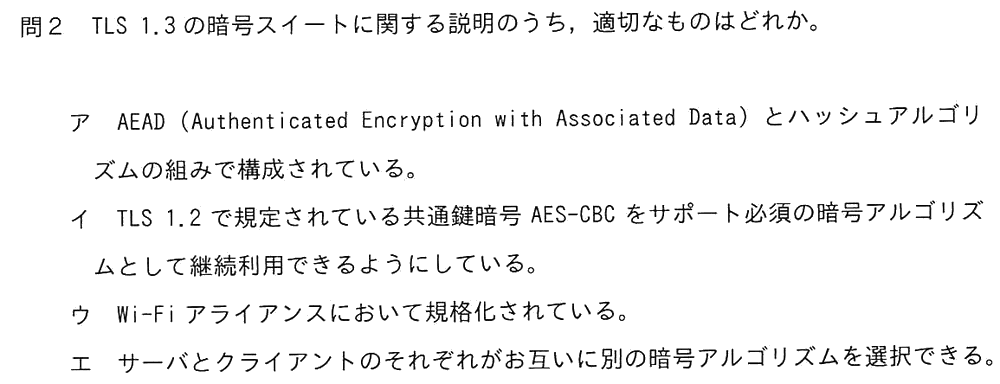 問2 TLS 1.3の暗号スイートに関する説明のうち，適切なものはどれか。
ア AEAD（Authenticated Encryption with Associated Data）とハッシュアルゴリ
ズムの組みで構成されている。
イ TLS 1.2で規定されている共通鍵暗号 AES-CBC をサポート必須の暗号アルゴリズ
ムとして継続利用できるようにしている。
ウ Wi-Fi アライアンスにおいて規格化されている。
エ サーバとクライアントのそれぞれがお互いに別の暗号アルゴリズムを選択できる。